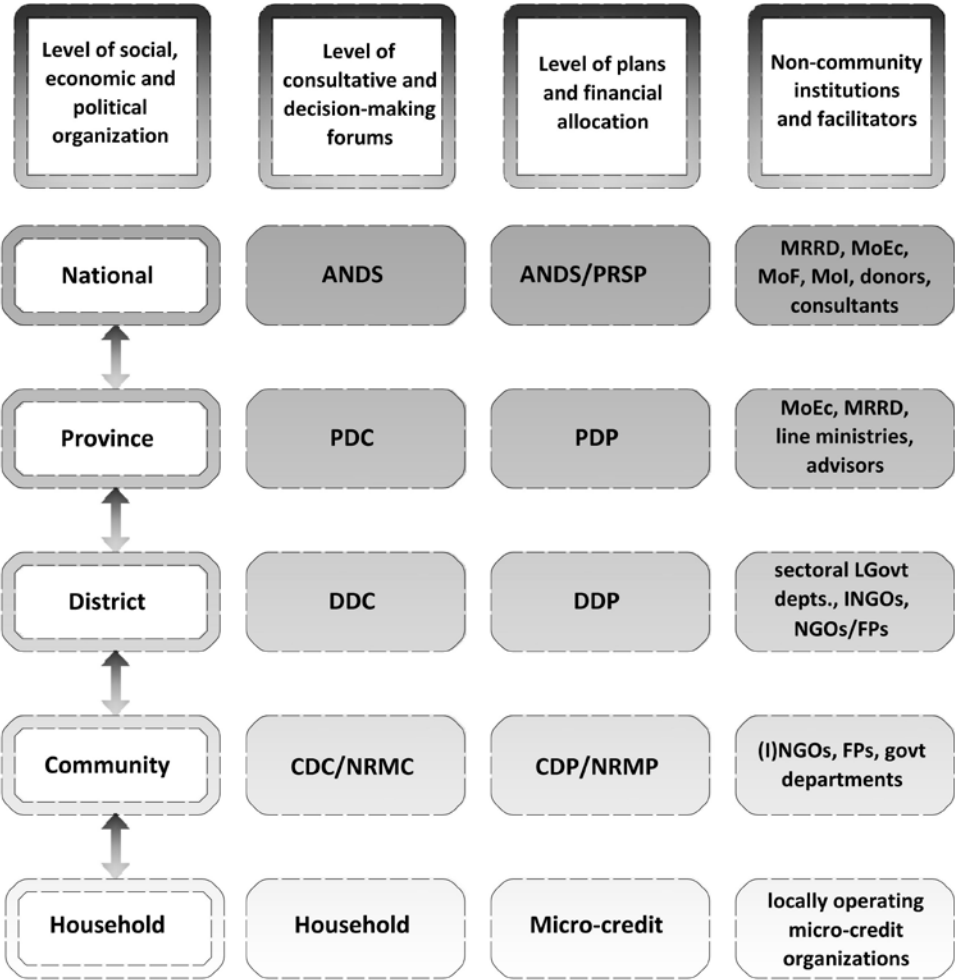 Level of social,
economic and
political
organization
Level of
consultative and
decision-making
forums
Level of plans
and financial
allocation
Non-community
institutions
and facilitators
National
ANDS
ANDS/PRSP
MRRD, MoEc,
MoF, MoI, donors,
consultants
Province
PDC
PDP
MoEc, MRRD,
line ministries,
advisors
District
DDC
DDP
sectoral LGovt
depts., INGOs,
NGOs/FPs
Community
CDC/NRMC
CDP/NRMP
(I)NGOs, FPs, govt
departments
Household
Household
Micro-credit
locally operating
micro-credit
organizations